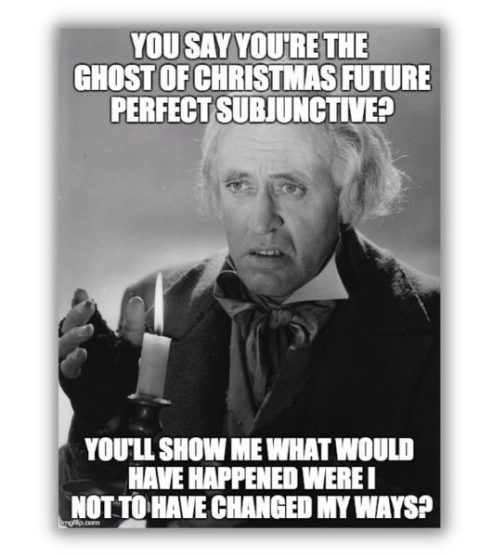 YOU SAY YOU'RE THE
GHOST OF CHRISTMAS FUTURE
PERFECT SUBJUNCTIVE?
YOU'LL SHOW ME WHAT WOULD
HAVE HAPPENED WERE I
NOT TO HAVE CHANGED MY WAYS?
imgflip.com